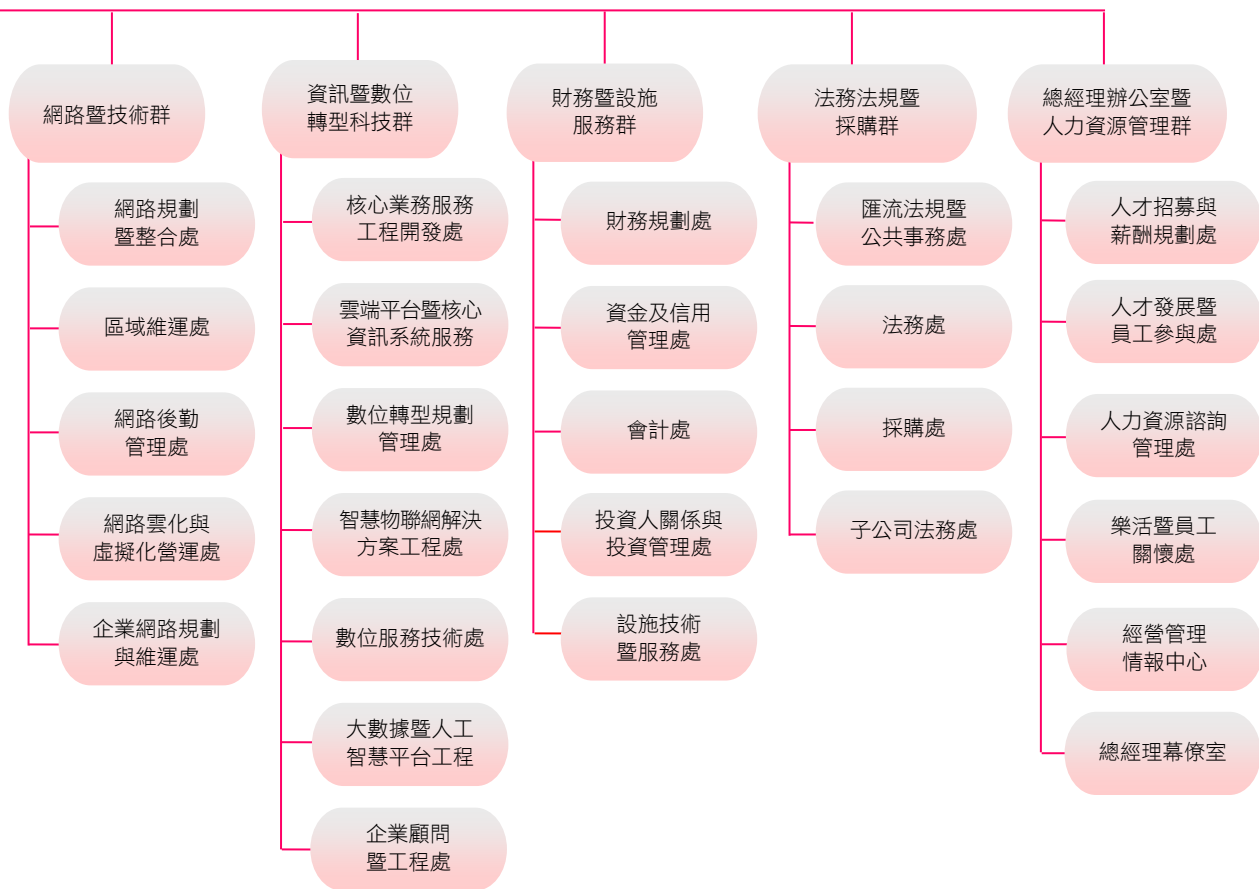 網路暨技術群
網路規劃
暨整合處
區域維運處
網路後勤
管理處
網路雲化與
虛擬化營運處
企業網路規劃
與維運處
資訊暨數位
轉型科技群
核心業務服務
工程開發處
雲端平台暨核心
資訊系統服務
數位轉型規劃
管理處
智慧物聯網解決
方案工程處
數位服務技術處
大數據暨人工
智慧平台工程
企業顧問
暨工程處
財務暨設施
服務群
財務規劃處
資金及信用
管理處
會計處
投資人關係與
投資管理處
設施技術
暨服務處
法務法規暨
採購群
匯流法規暨
公共事務處
法務處
採購處
子公司法務處
總經理辦公室暨
人力資源管理群
人才招募與
薪酬規劃處
人才發展暨
員工參與處
人力資源諮詢
管理處
樂活暨員工
關懷處
經營管理
情報中心
總經理幕僚室